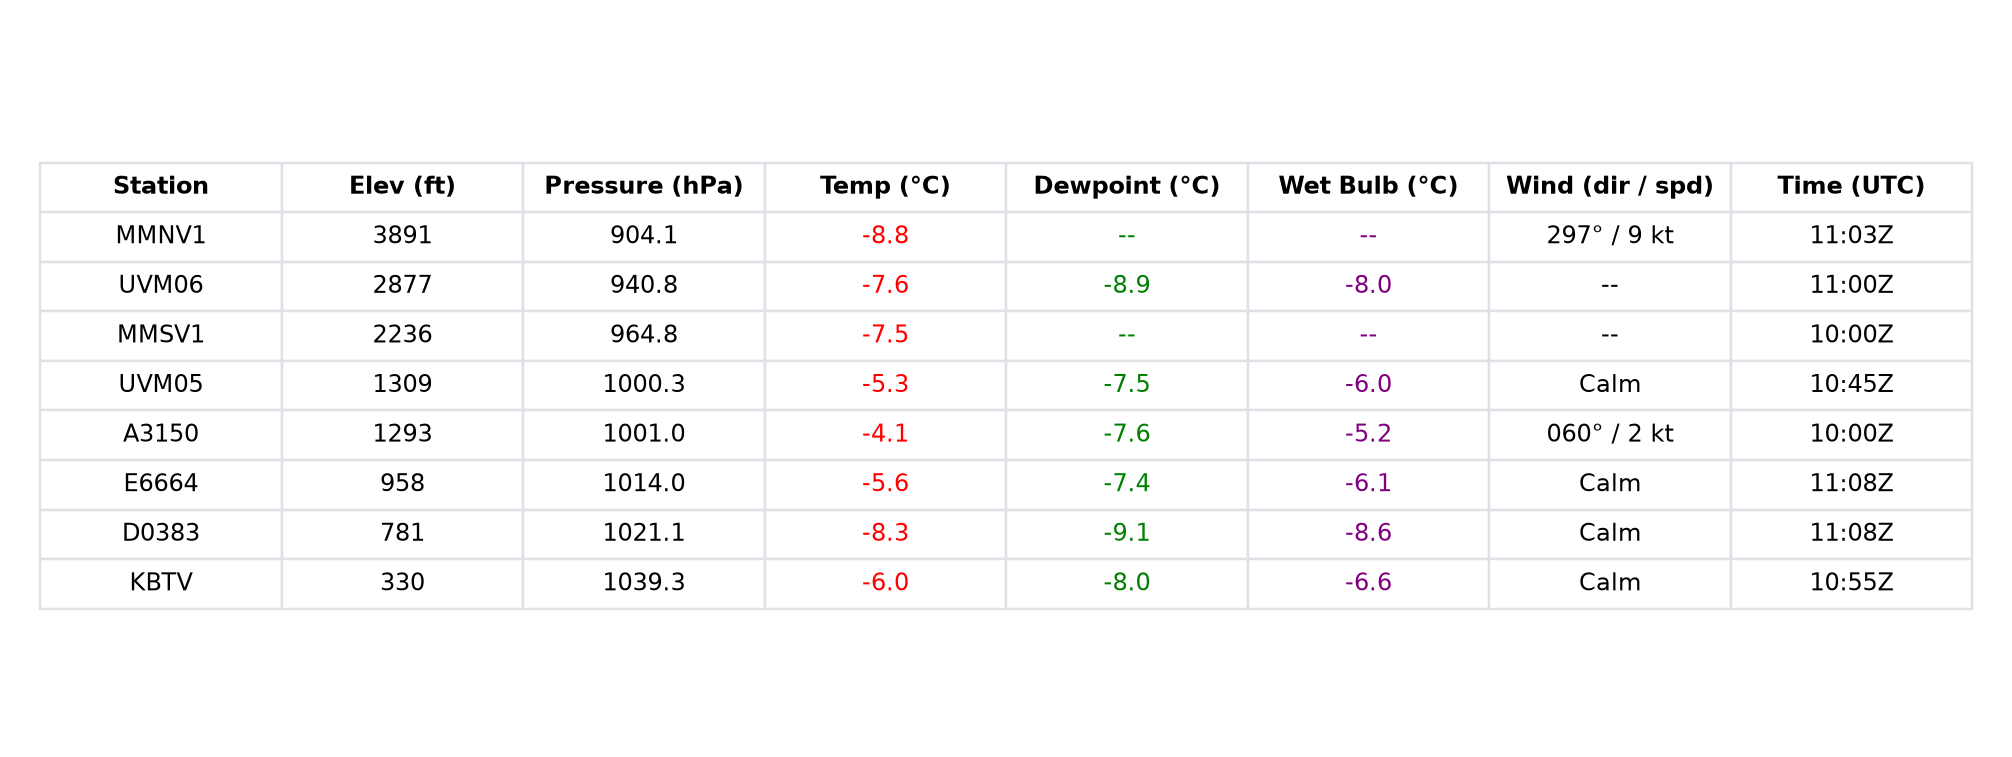 Station Elev (ft) Pressure (hPa) Temp (°C) Dewpoint (°C) Wet Bulb (°C) Wind (dir / spd) Time (UTC)
MMNV1 3891 904.1 -8.8 -- -- 297° / 9 kt 11:03Z
UVM06 2877 940.8 -7.6 -8.9 -8.0 -- 11:00Z
MMSV1 2236 964.8 -7.5 -- -- -- 10:00Z
UVM05 1309 1000.3 -5.3 -7.5 -6.0 Calm 10:45Z
A3150 1293 1001.0 -4.1 -7.6 -5.2 060° / 2 kt 10:00Z
E6664 958 1014.0 -5.6 -7.4 -6.1 Calm 11:08Z
D0383 781 1021.1 -8.3 -9.1 -8.6 Calm 11:08Z
KBTV 330 1039.3 -6.0 -8.0 -6.6 Calm 10:55Z